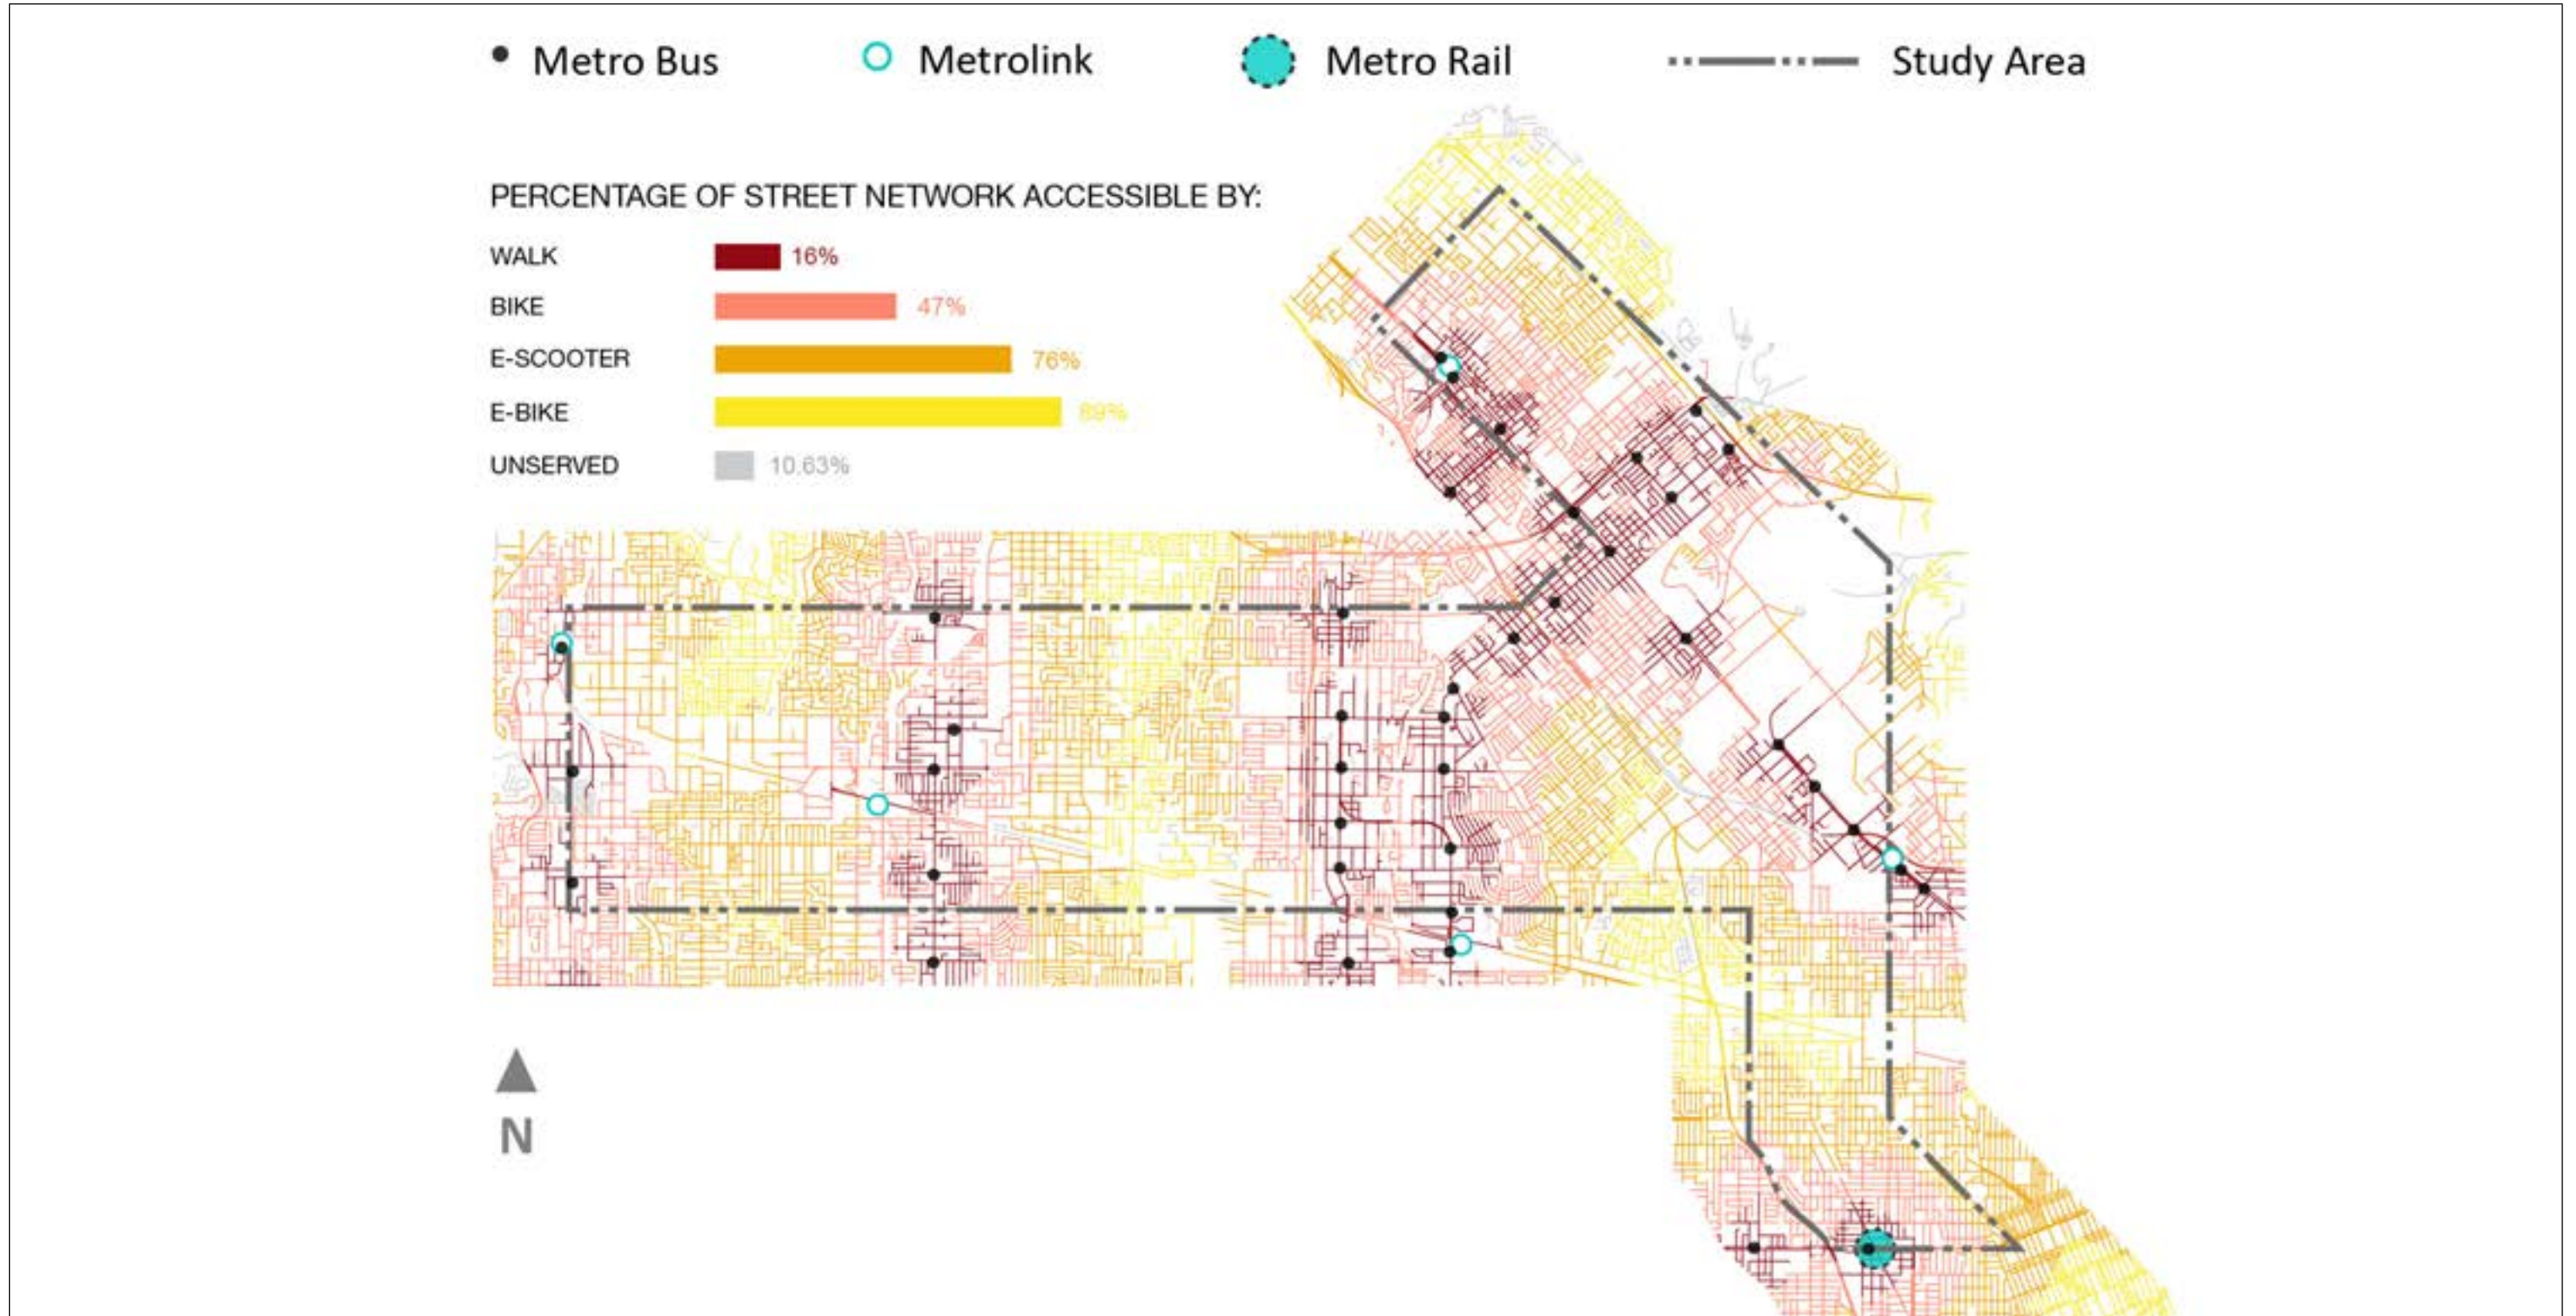 Metro Bus
Metrolink
Metro Rail
Study Area
PERCENTAGE OF STREET NETWORK ACCESSIBLE BY:
WALK 16%
BIKE 47%
E-SCOOTER 76%
E-BIKE 89%
UNSERVED 10.63%
N